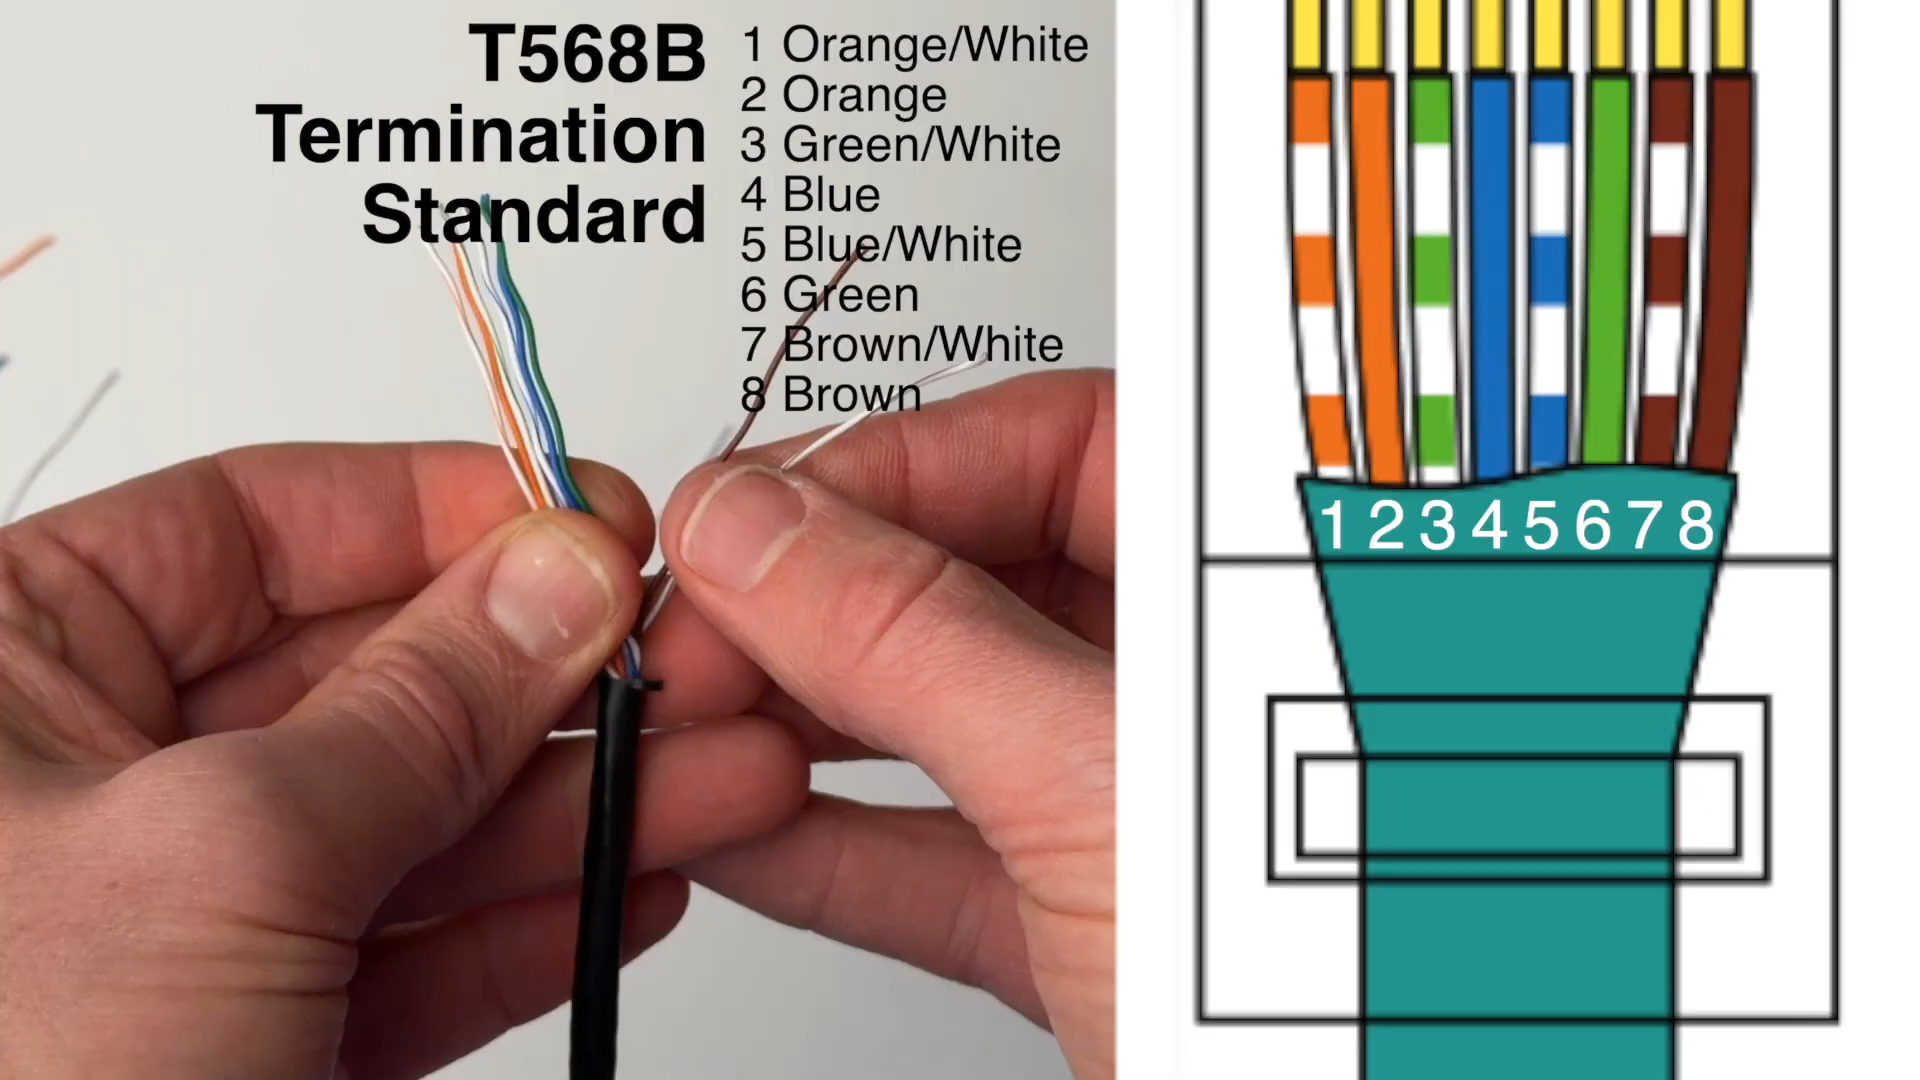 T568B
Termination
Standard
1 Orange/White
2 Orange
3 Green/White
4 Blue
5 Blue/White
6 Green
7 Brown/White
8 Brown
1 2 3 4 5 6 7 8